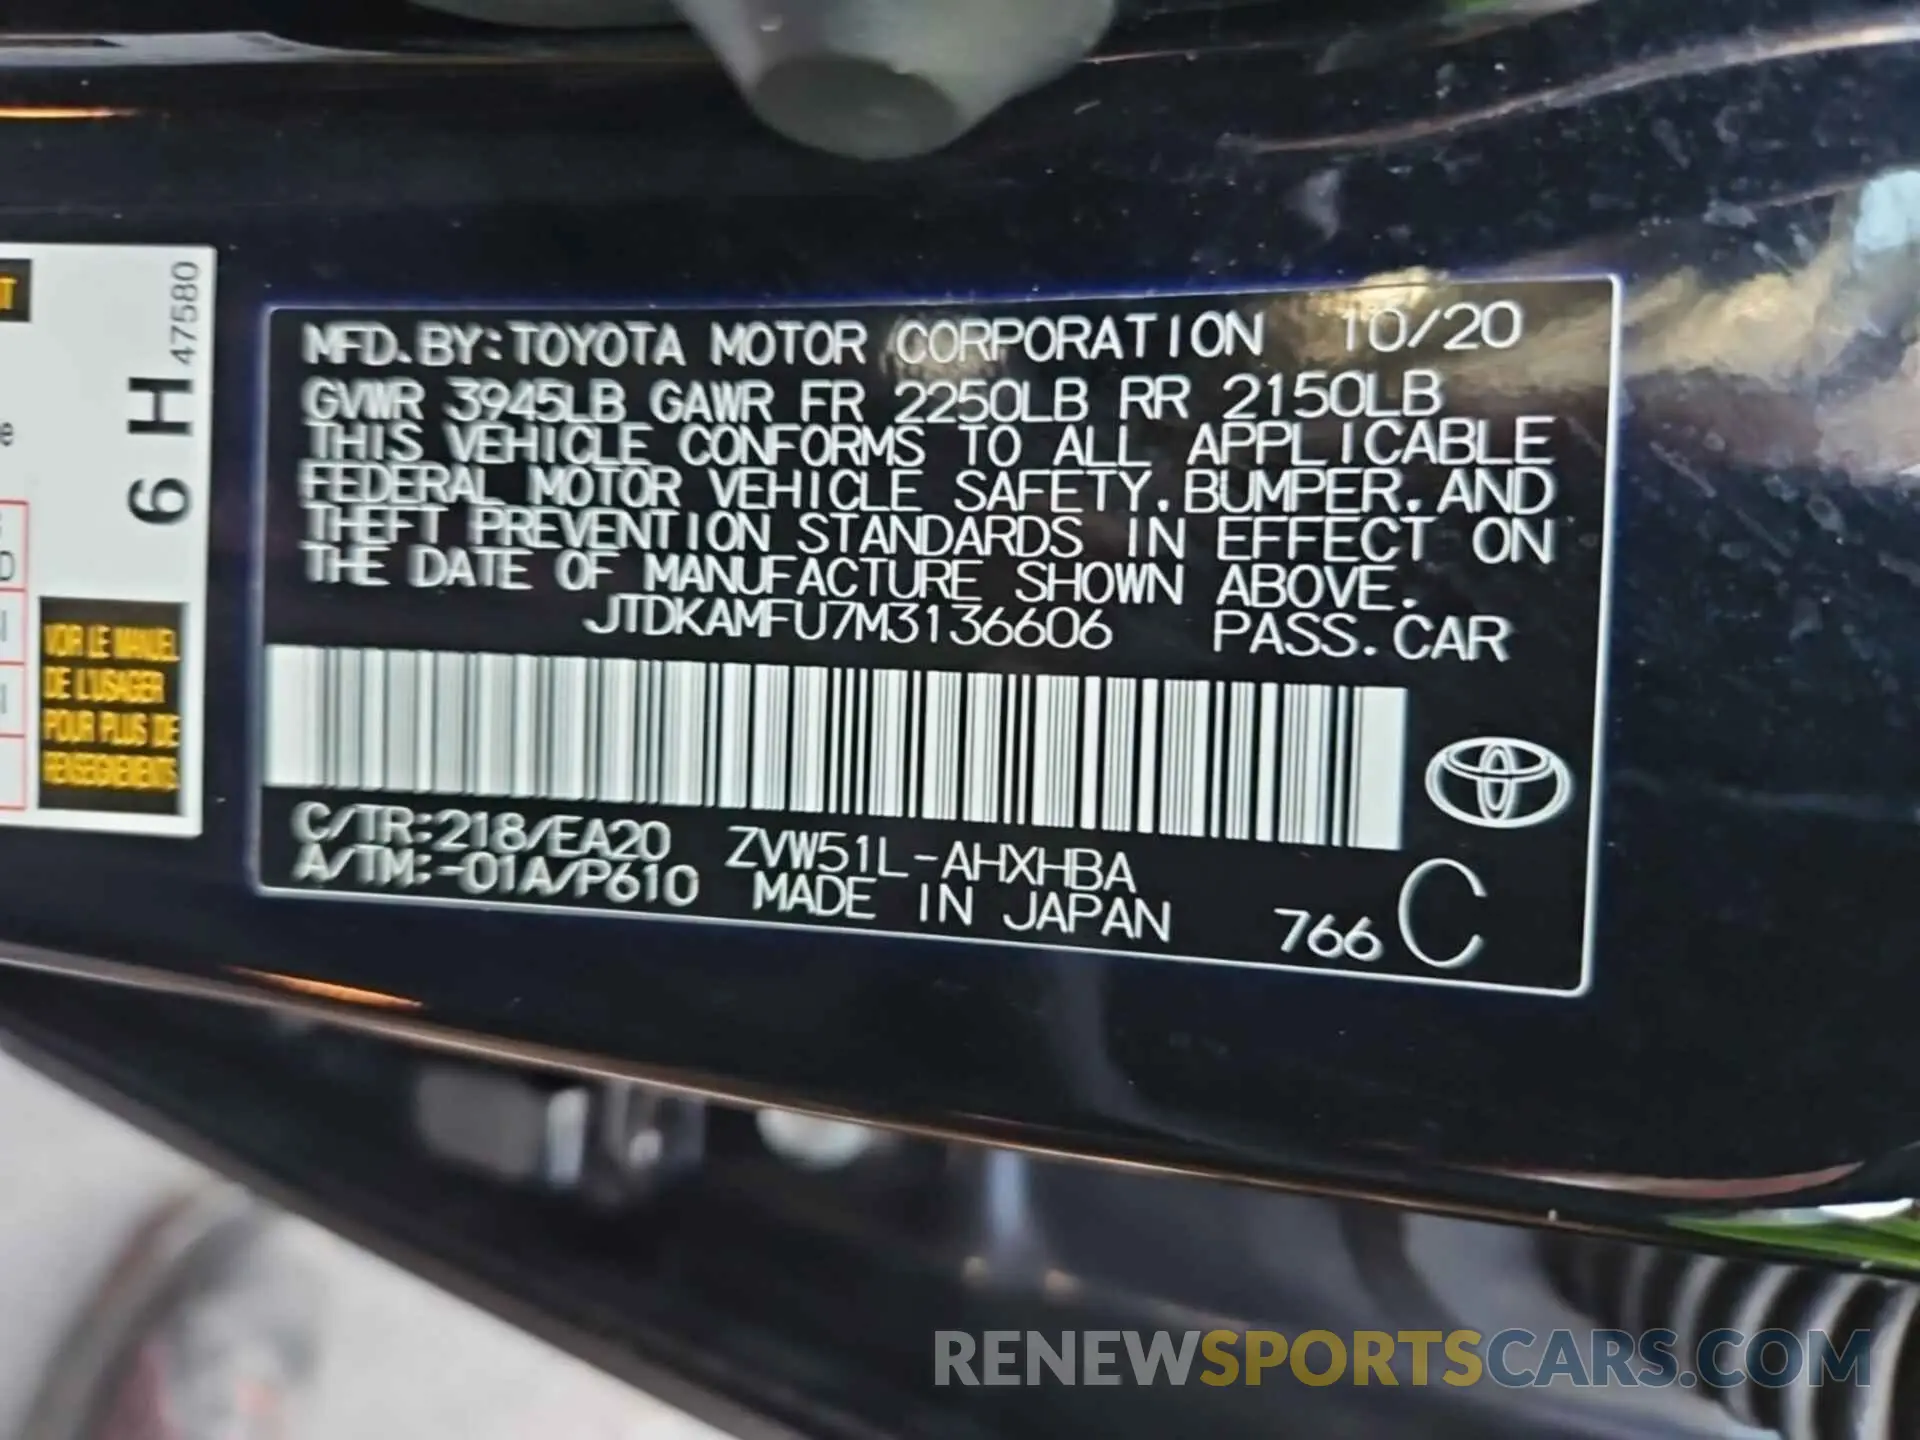 MFD.BY:TOYOTA MOTOR CORPORATION 10/20
GVWR 3945LB GAWR FR 2250LB RR 2150LB
THIS VEHICLE CONFORMS TO ALL APPLICABLE
FEDERAL MOTOR VEHICLE SAFETY.BUMPER.AND
THEFT PREVENTION STANDARDS IN EFFECT ON
THE DATE OF MANUFACTURE SHOWN ABOVE.
JTDKAMFU7M3136606 PASS.CAR
C/TR:218/EA20 ZVW51L-AHXHBA
A/TM:-01A/P610 MADE IN JAPAN 766 C
6 H 47580
VOIR LE MANUEL
DE L'USAGER
POUR PLUS DE
RENSEIGNEMENTS
RENEWSPORTSCARS.COM